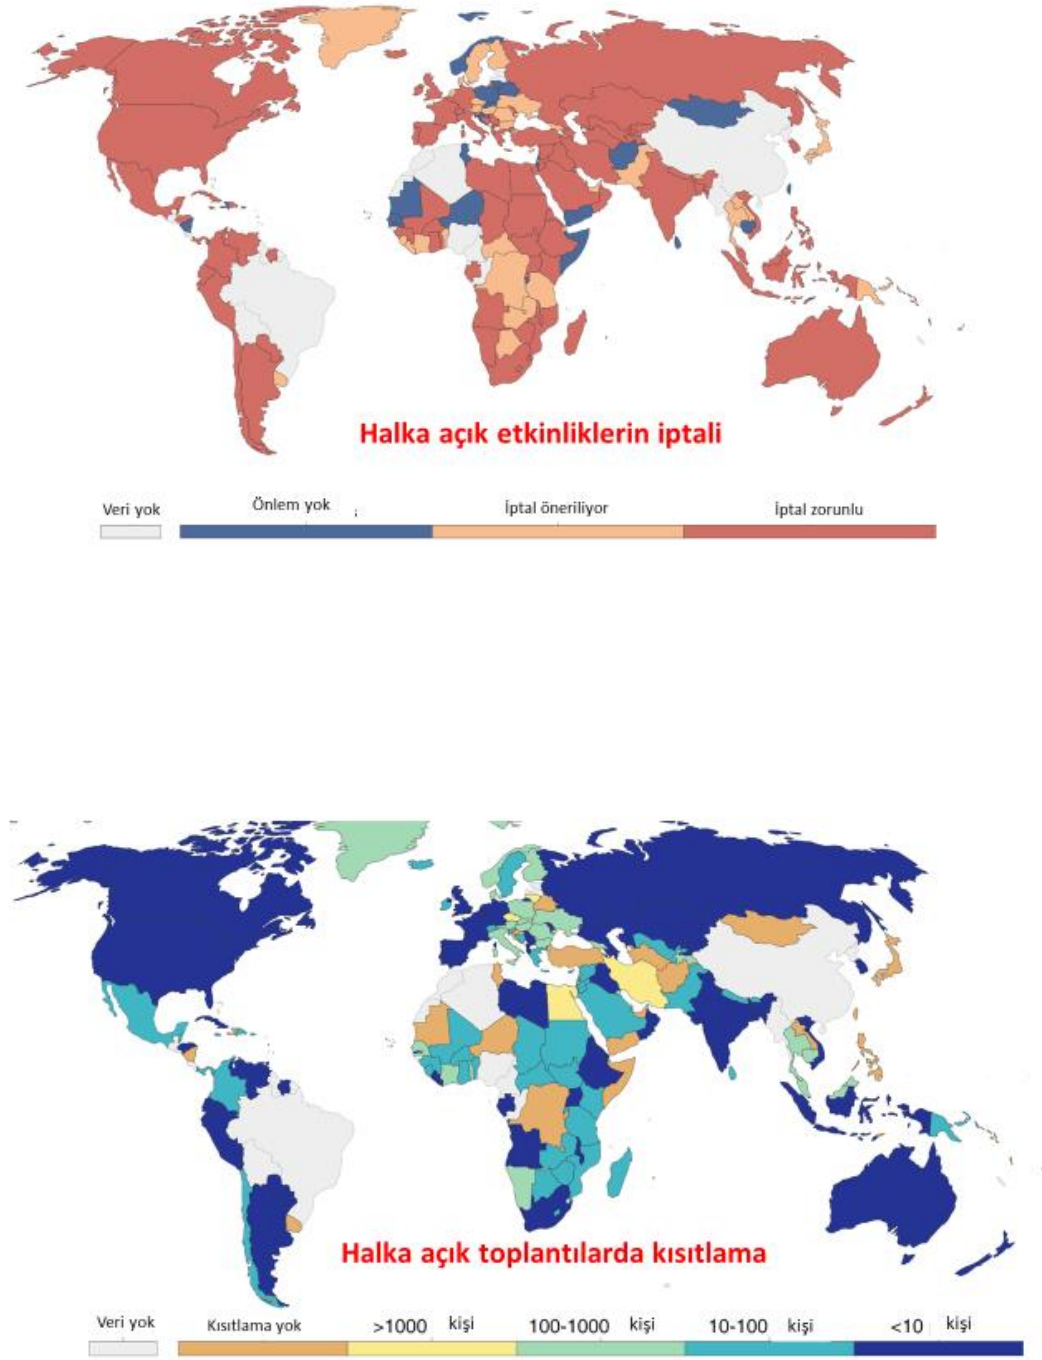 Halka açık etkinliklerin iptali
Veri yok Önlem yok ; İptal öneriliyor İptal zorunlu
Halka açık toplantılarda kısıtlama
Veri yok Kısıtlama yok >1000 kişi 100-1000 kişi 10-100 kişi <10 kişi